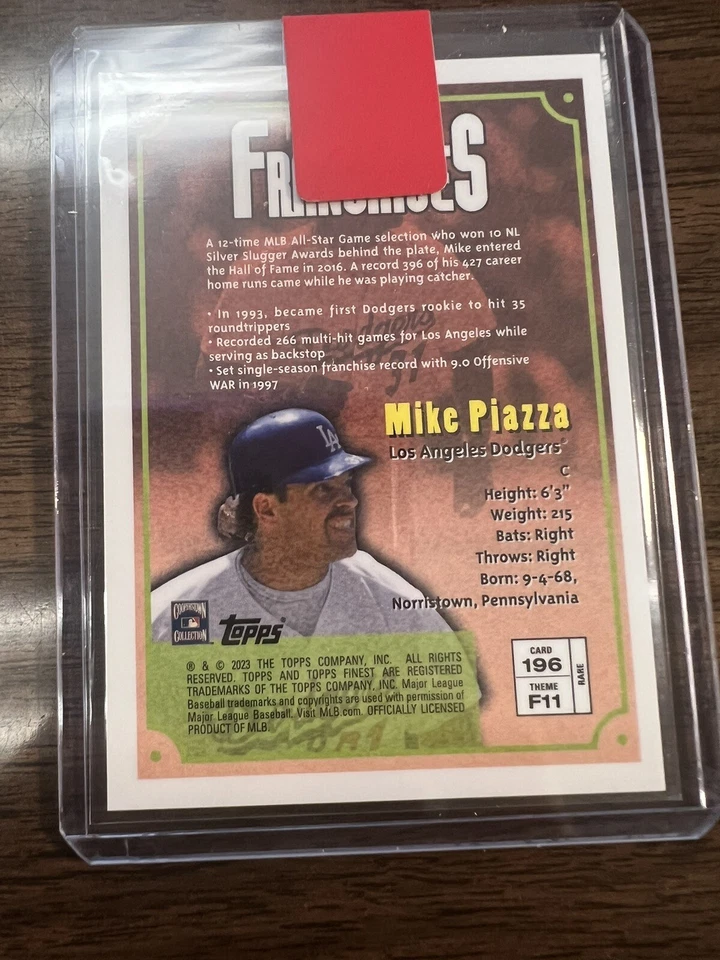 A 12-time MLB All-Star Game selection who won 10 NL
Silver Slugger Awards behind the plate, Mike entered
the Hall of Fame in 2016. A record 396 of his 427 career
home runs came while he was playing catcher.
• In 1993, became first Dodgers rookie to hit 35
roundtrippers
• Recorded 266 multi-hit games for Los Angeles while
serving as backstop
• Set single-season franchise record with 9.0 Offensive
WAR in 1997
Mike Piazza
Los Angeles Dodgers®
C
Height: 6'3"
Weight: 215
Bats: Right
Throws: Right
Born: 9-4-68,
Norristown, Pennsylvania
LA
COOPERSTOWN
COLLECTION
topps®
® & © 2023 THE TOPPS COMPANY, INC. ALL RIGHTS
RESERVED. TOPPS AND TOPPS FINEST ARE REGISTERED
TRADEMARKS OF THE TOPPS COMPANY, INC. Major League
Baseball trademarks and copyrights are used with permission of
Major League Baseball. Visit MLB.com. OFFICIALLY LICENSED
PRODUCT OF MLB.
CARD
196
THEME
F11
RARE